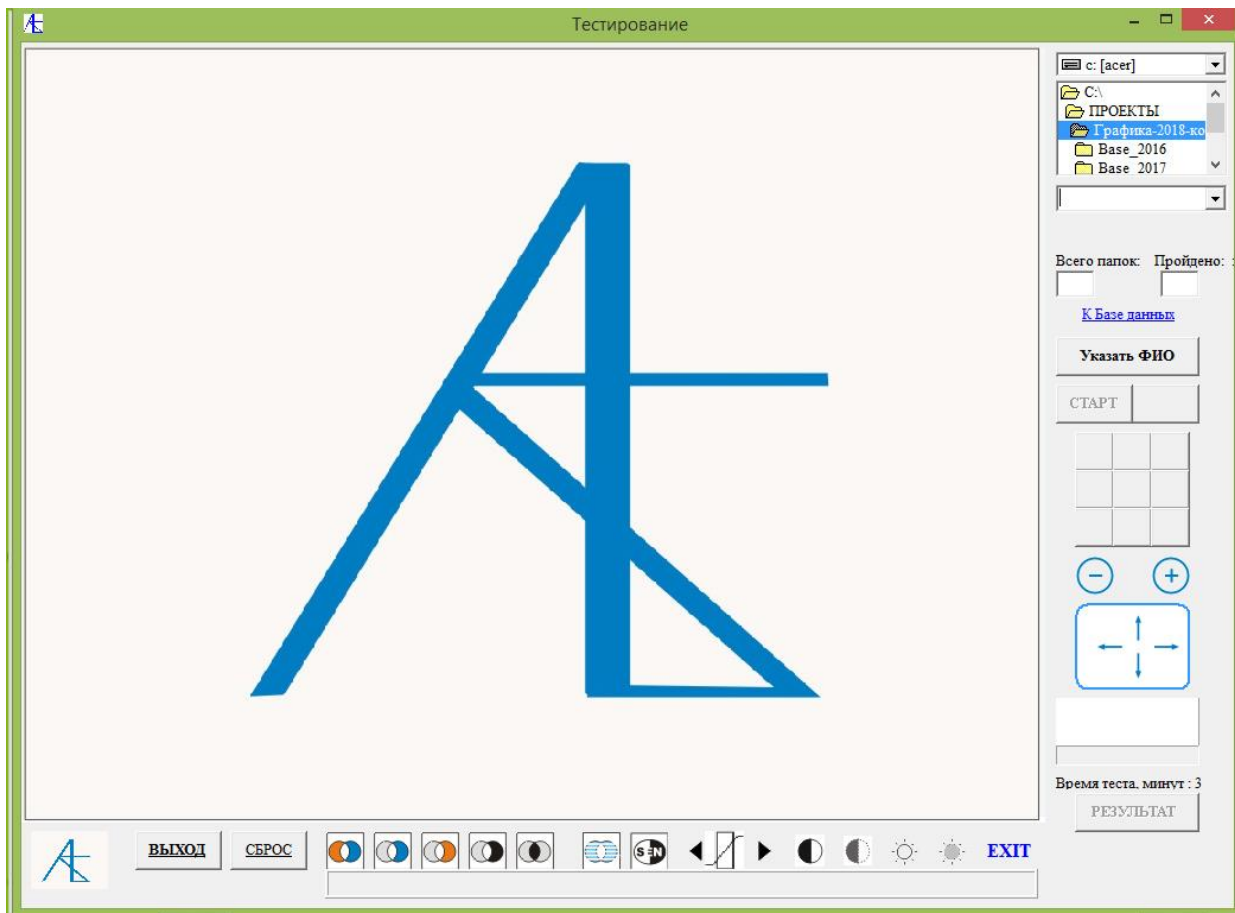 Тестирование
c: [acer]
C:\
ПРОЕКТЫ
Графика-2018-ко
Base_2016
Base_2017
Всего папок: Пройдено: :
К Базе данных
Указать ФИО
СТАРТ
Время теста, минут : 3
РЕЗУЛЬТАТ
ВЫХОД СБРОС SEN EXIT